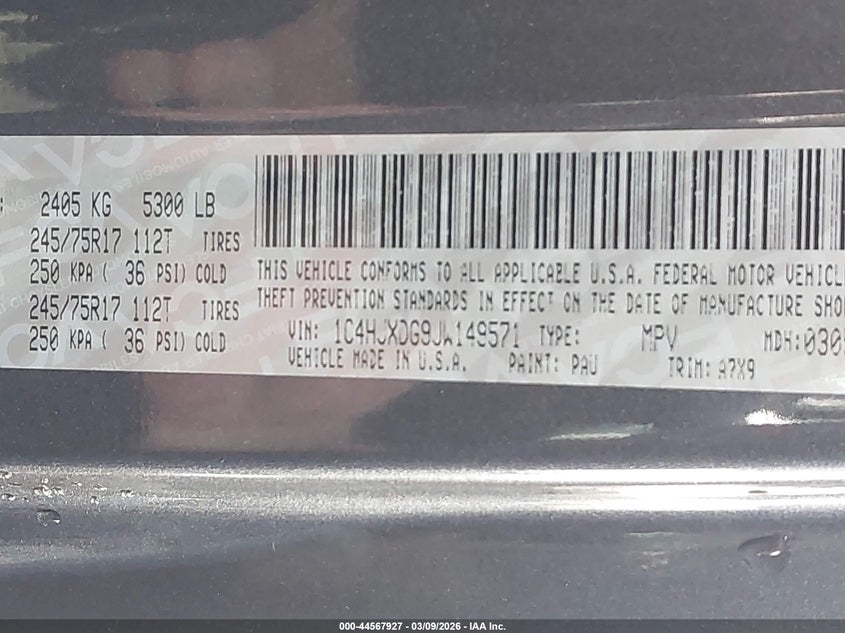 : 2405 KG 5300 LB
245/75R17 112T TIRES
250 KPA ( 36 PSI) COLD
245/75R17 112T TIRES
250 KPA ( 36 PSI) COLD
THIS VEHICLE CONFORMS TO ALL APPLICABLE U.S.A. FEDERAL MOTOR VEHICL
THEFT PREVENTION STANDARDS IN EFFECT ON THE DATE OF MANUFACTURE SHO
VIN: 1C4HJXDG9JW149571 TYPE: MPV MDH:0305
VEHICLE MADE IN U.S.A. PAINT: PAU TRIM: A7X9
000-44567927 - 03/09/2026 - IAA Inc.